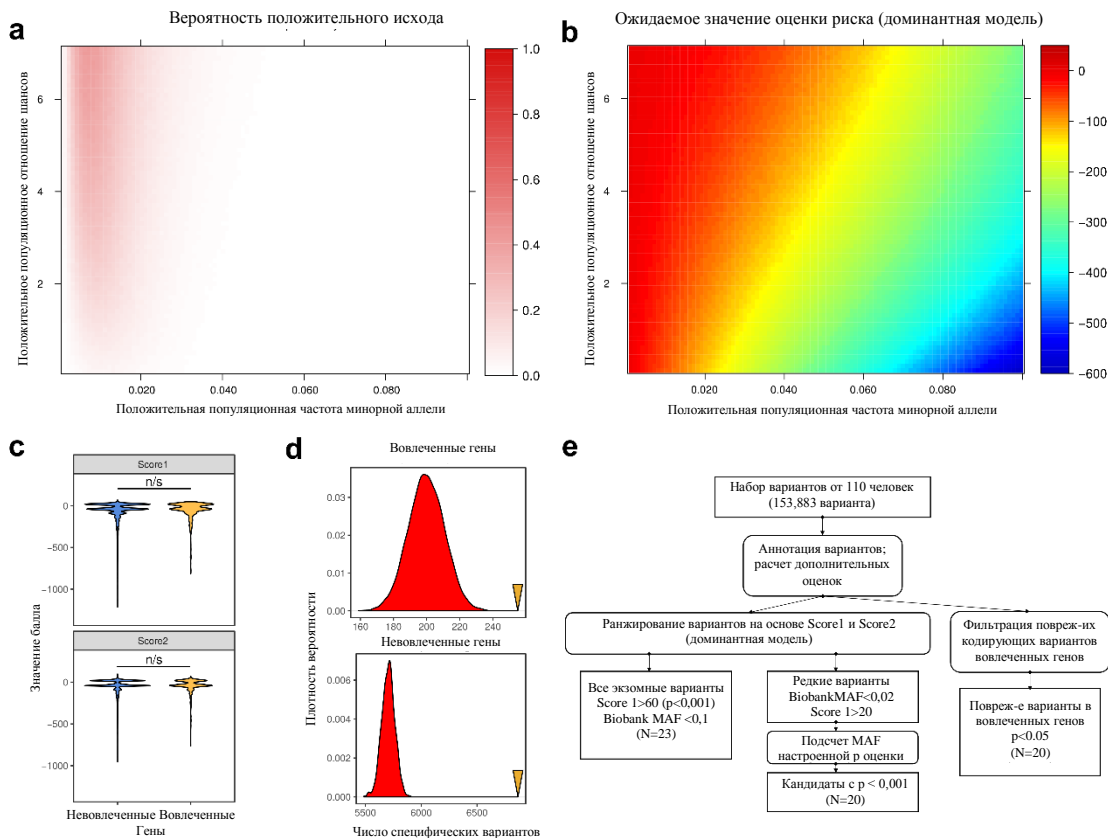 a
Вероятность положительного исхода
Положительное популяционное отношение шансов
6
4
2
0.020
0.040
0.060
0.080
Положительная популяционная частота минорной аллели
1.0
0.8
0.6
0.4
0.2
0.0
b
Ожидаемое значение оценки риска (доминантная модель)
Положительное популяционное отношение шансов
6
4
2
0.020
0.040
0.060
0.080
Положительная популяционная частота минорной аллели
0
−100
−200
−300
−400
−500
−600
c
Score1
n/s
0
−500
−1000
Score2
n/s
0
−500
−1000
Значение балла
Невовлеченные Вовлеченные
Гены
d
Вовлеченные гены
0.03
0.02
0.01
0.00
160
180
200
220
240
Невовлеченные гены
0.006
0.004
0.002
0.000
5500
6000
6500
Плотность вероятности
Число специфических вариантов
e
Набор вариантов от 110 человек
(153,883 варианта)
Аннотация вариантов;
расчет дополнительных
оценок
Ранжирование вариантов на основе Score1 и Score2
(доминантная модель)
Фильтрация повреж-их
кодирующих вариантов
вовлеченных генов
Все экзомные варианты
Score 1>60 (p<0,001)
Biobank MAF <0,1
(N=23)
Редкие варианты
BiobankMAF<0,02
Score 1>20
Повреж-е варианты в
вовлеченных генов
p<0.05
(N=20)
Подсчет MAF
настроенной p оценки
Кандидаты с p < 0,001
(N=20)